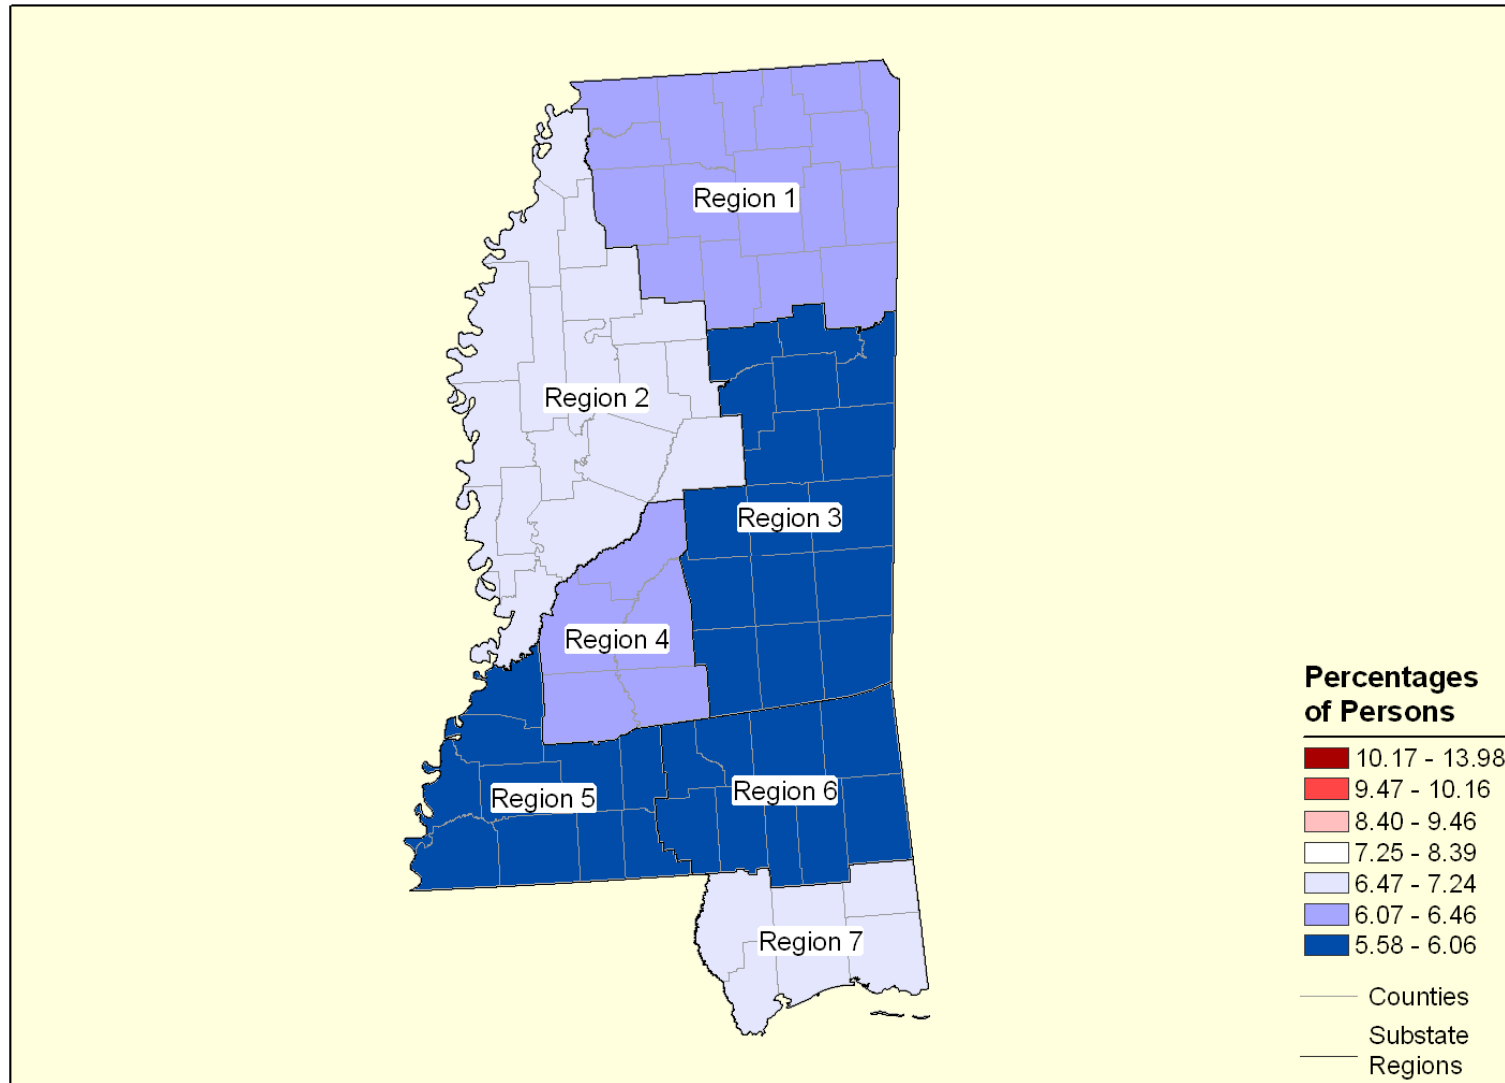 Region 1
Region 2
Region 3
Region 4
Region 5
Region 6
Region 7
Percentages
of Persons
10.17 - 13.98
9.47 - 10.16
8.40 - 9.46
7.25 - 8.39
6.47 - 7.24
6.07 - 6.46
5.58 - 6.06
Counties
Substate
Regions